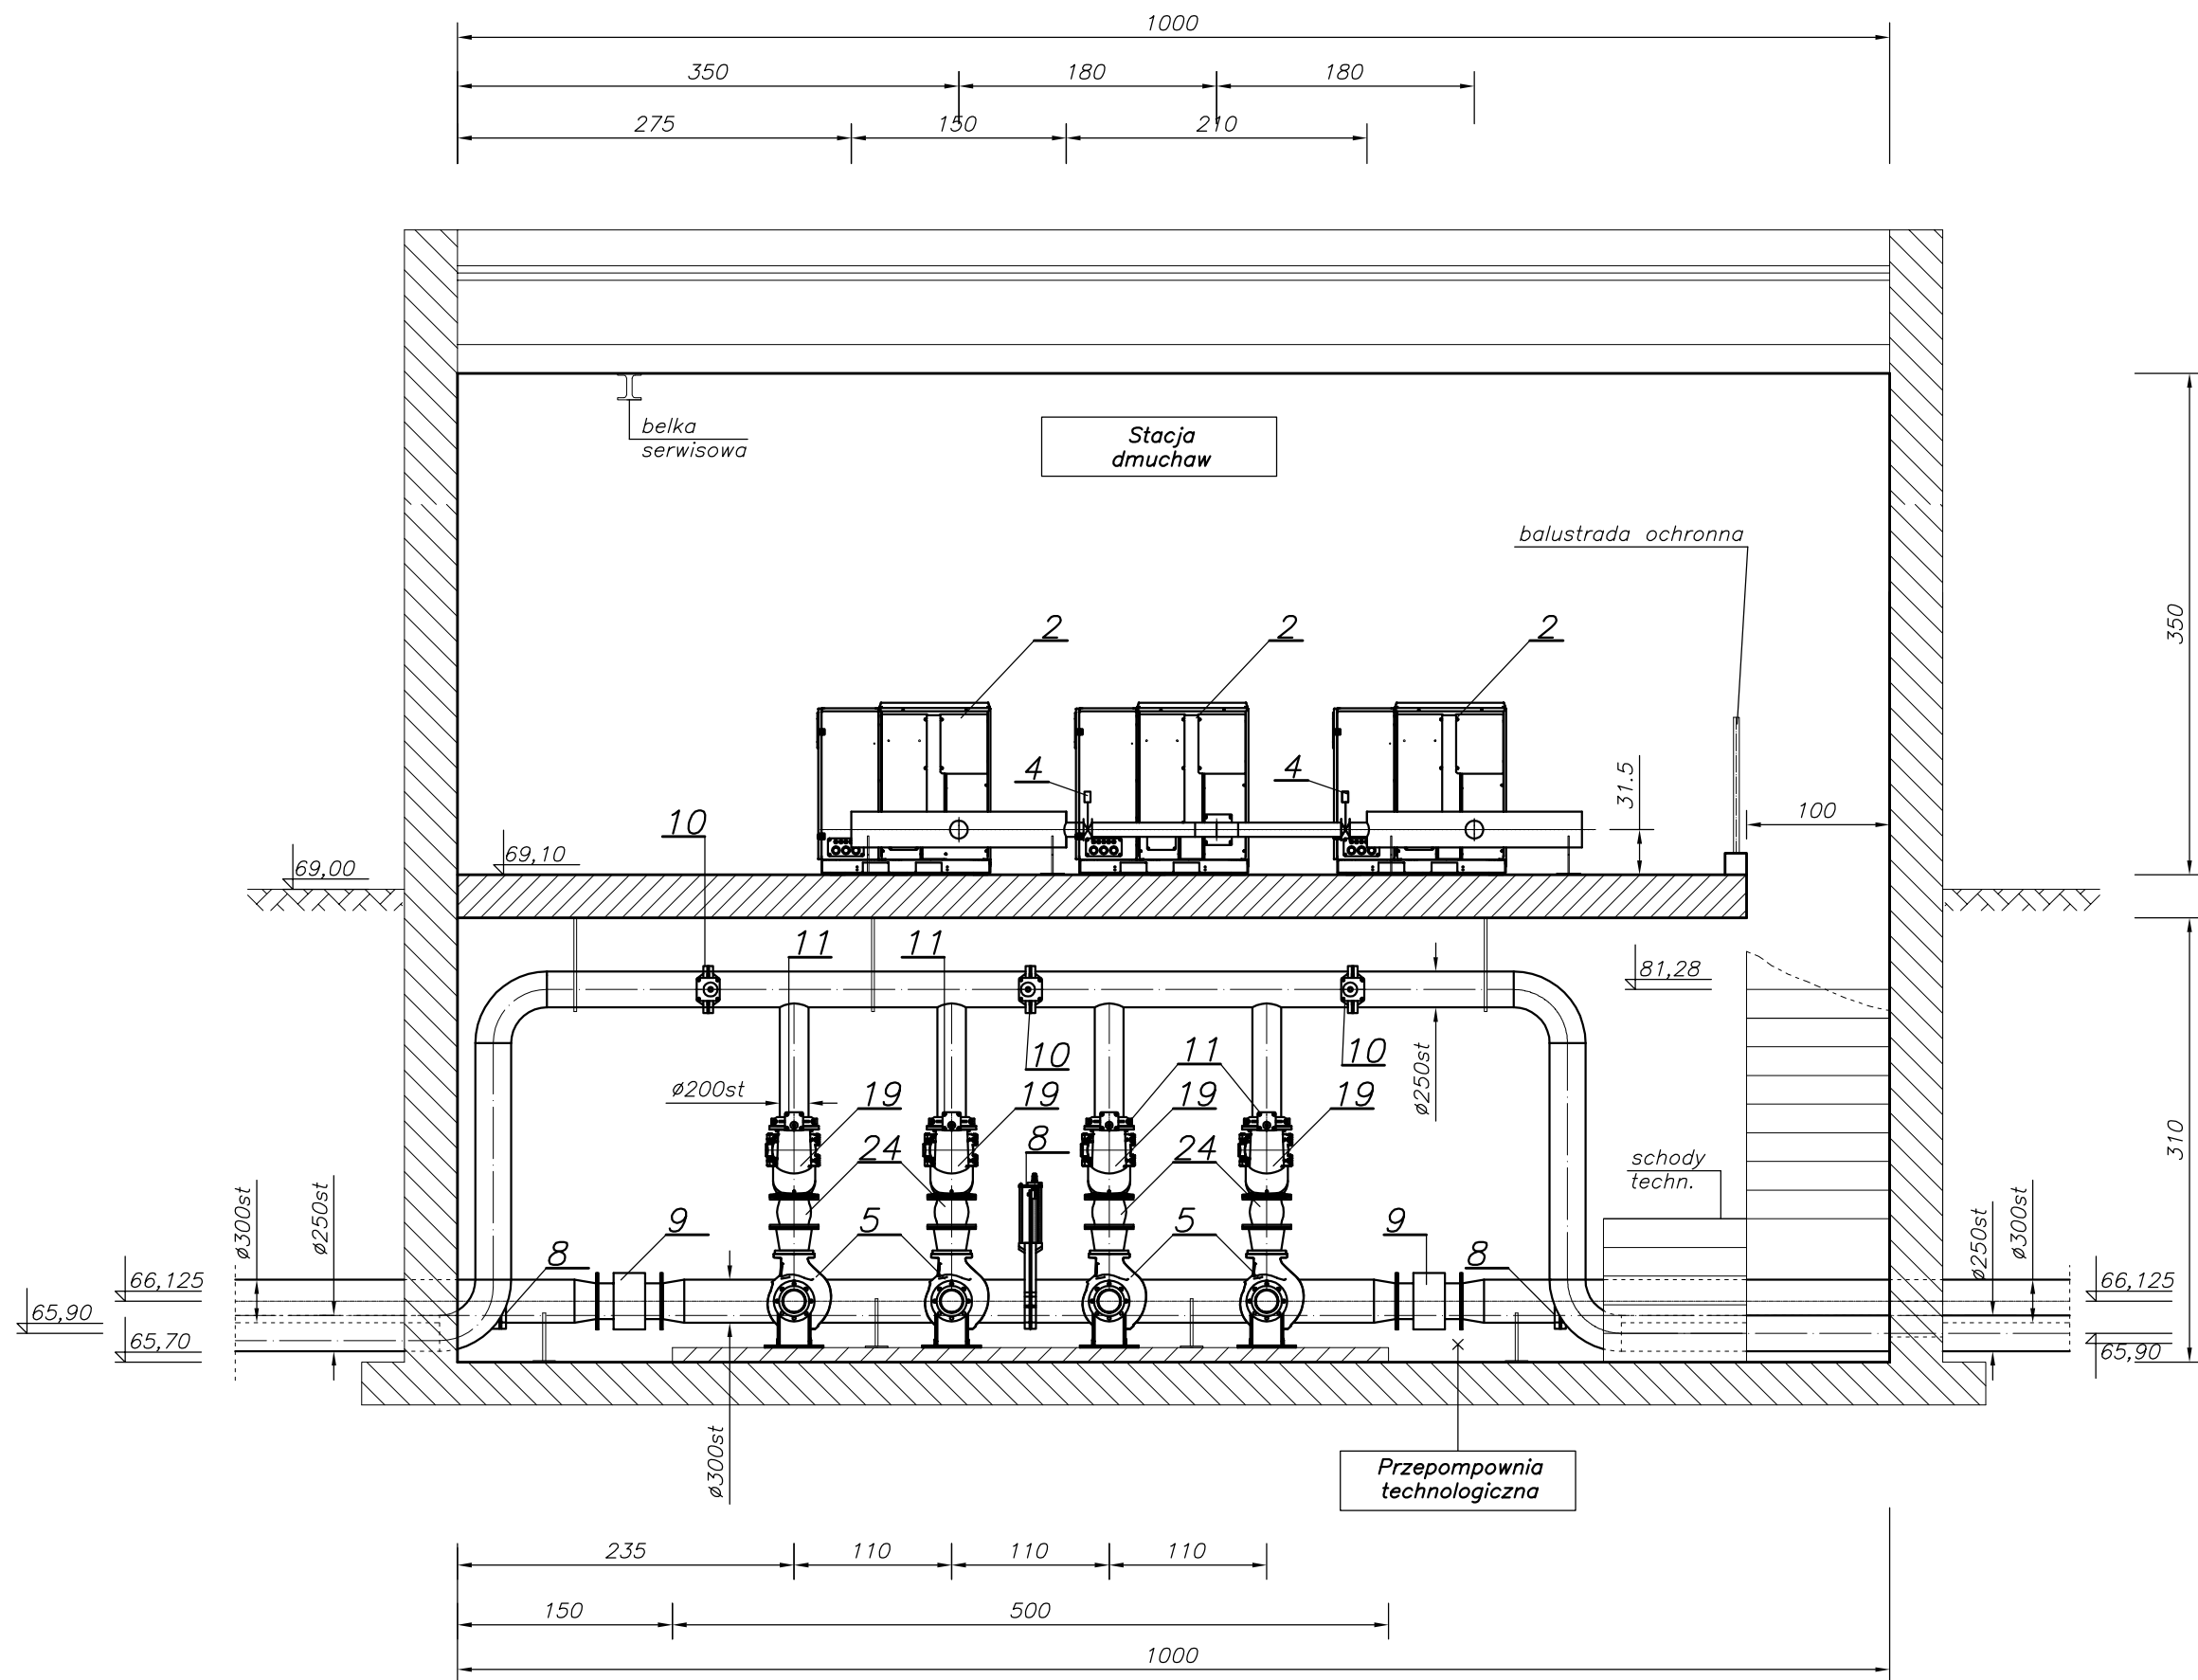 1000
350 180 180
275 150 210
belka
serwisowa
Stacja
dmuchaw
350
balustrada ochronna
2 2 2
4 4
31.5
100
10
69,10
69,00
11 11
81,28
10 11 10
ø200st
19 19 19 19
ø250st
8
24 24
310
schody
techn.
ø300st
ø250st
9 5 5 9
8 8
ø250st
ø300st
66,125
65,90
65,70
66,125
65,90
ø300st
Przepompownia
technologiczna
235 110 110 110
150 500
1000